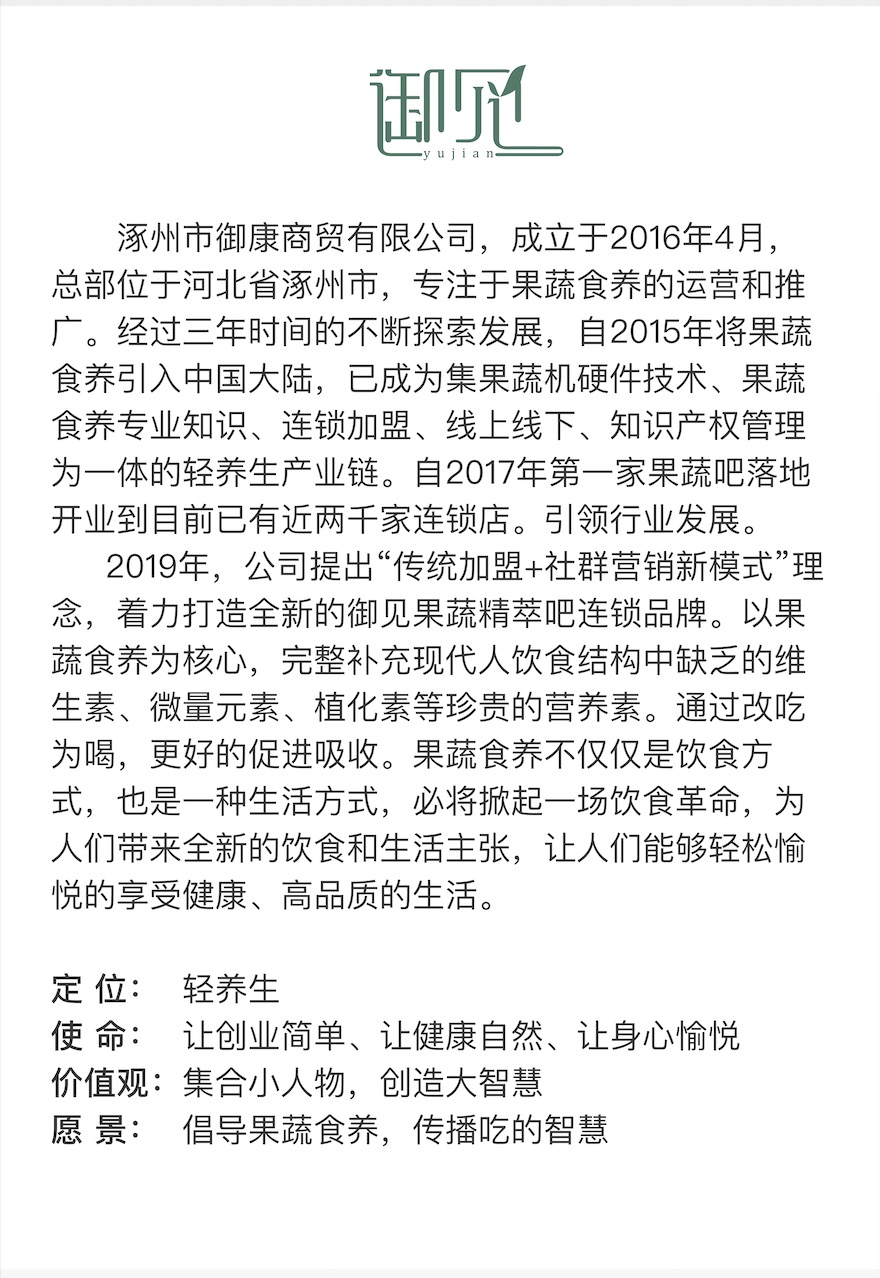 御见
yujian
涿州市御康商贸有限公司，成立于2016年4月，
总部位于河北省涿州市，专注于果蔬食养的运营和推
广。经过三年时间的不断探索发展，自2015年将果蔬
食养引入中国大陆，已成为集果蔬机硬件技术、果蔬
食养专业知识、连锁加盟、线上线下、知识产权管理
为一体的轻养生产业链。自2017年第一家果蔬吧落地
开业到目前已有近两千家连锁店。引领行业发展。
2019年，公司提出“传统加盟+社群营销新模式”理
念，着力打造全新的御见果蔬精萃吧连锁品牌。以果
蔬食养为核心，完整补充现代人饮食结构中缺乏的维
生素、微量元素、植化素等珍贵的营养素。通过改吃
为喝，更好的促进吸收。果蔬食养不仅仅是饮食方
式，也是一种生活方式，必将掀起一场饮食革命，为
人们带来全新的饮食和生活主张，让人们能够轻松愉
悦的享受健康、高品质的生活。
定 位： 轻养生
使 命： 让创业简单、让健康自然、让身心愉悦
价值观：集合小人物，创造大智慧
愿 景： 倡导果蔬食养，传播吃的智慧